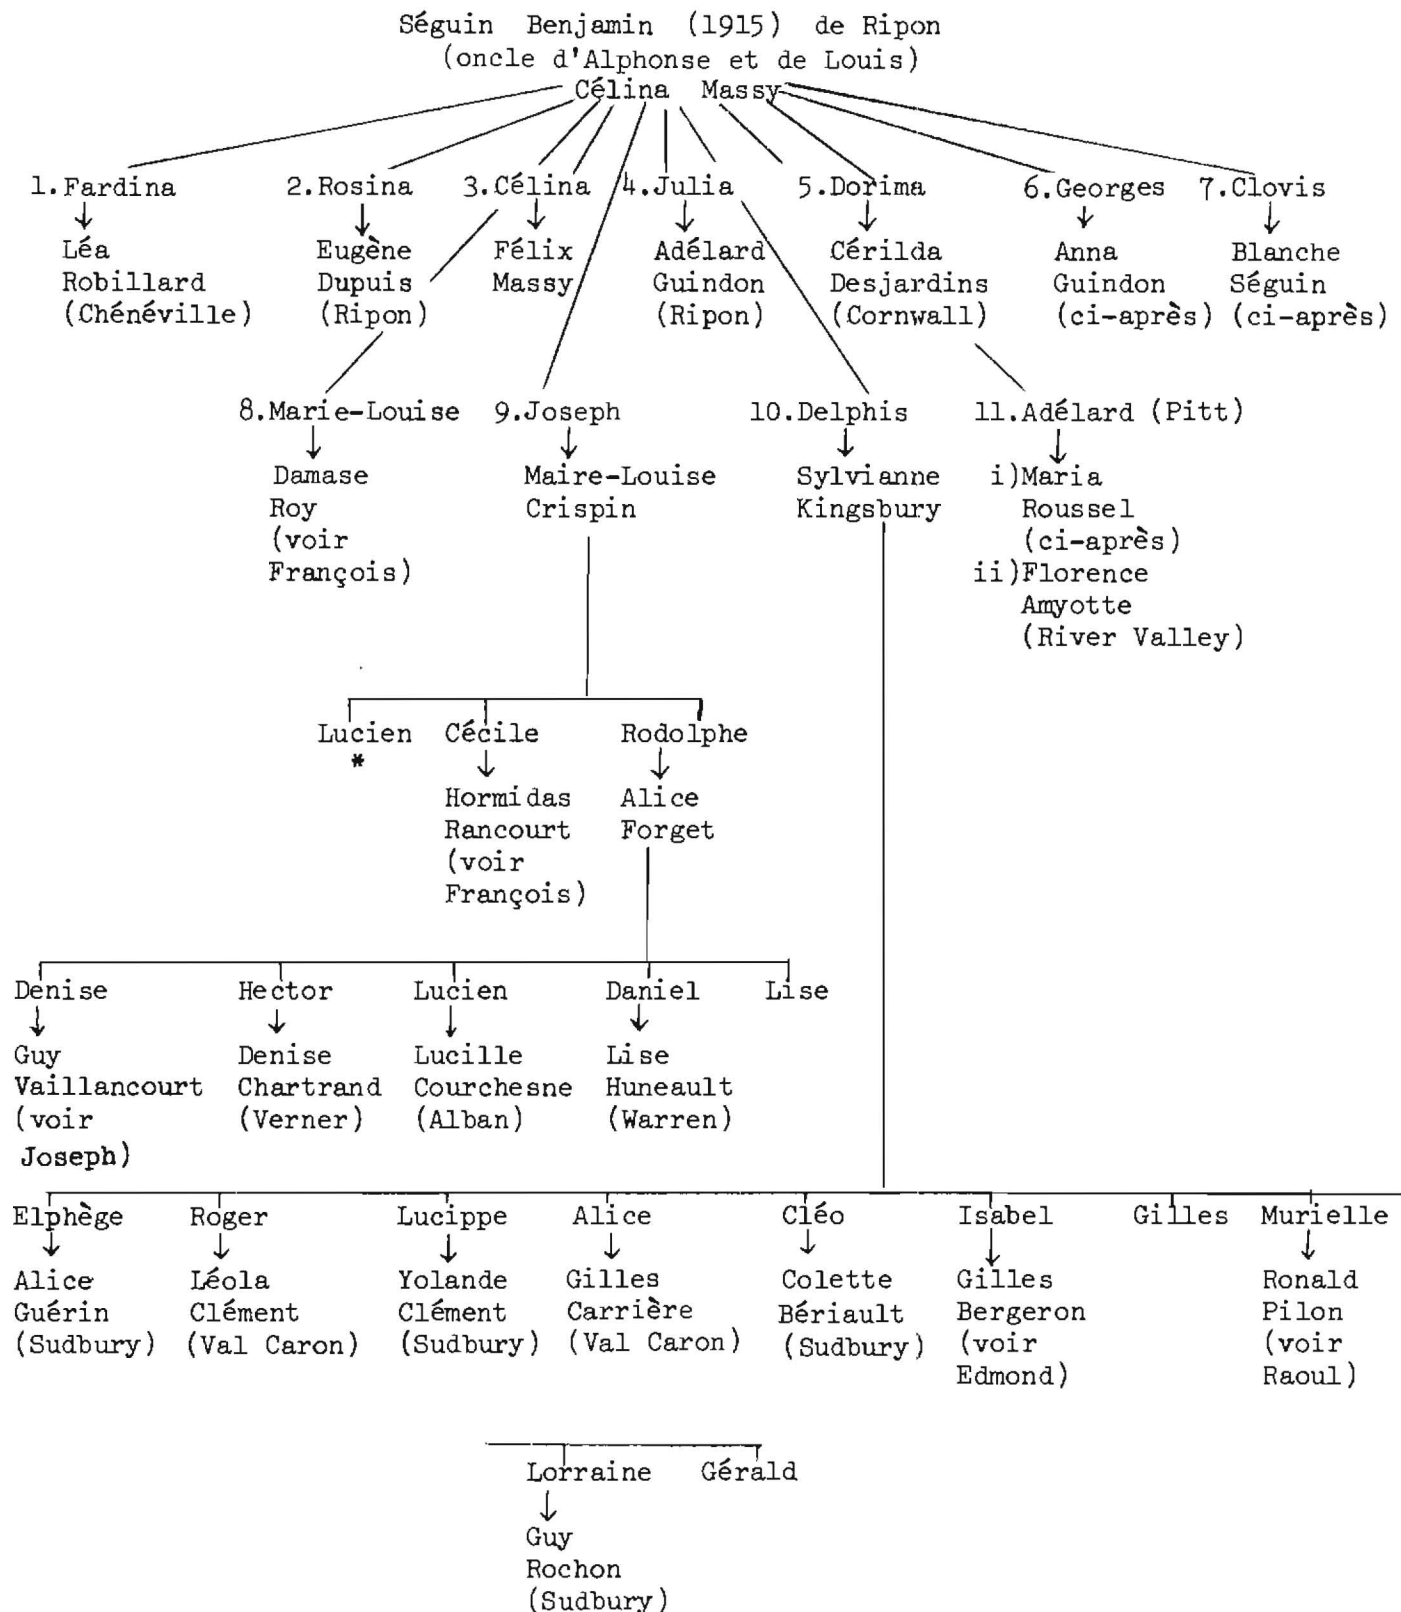 Séguin Benjamin (1915) de Ripon
(oncle d'Alphonse et de Louis)
Célina Massy
1.Fardina 2.Rosina 3.Célina 4.Julia 5.Dorima 6.Georges 7.Clovis
Léa Eugène Félix Adélard Cérilda Anna Blanche
Robillard Dupuis Massy Guindon Desjardins Guindon Séguin
(Chénéville) (Ripon) (Ripon) (Cornwall) (ci-après) (ci-après)
8.Marie-Louise 9.Joseph 10.Delphis 11.Adélard (Pitt)
Damase Maire-Louise Sylvianne i)Maria
Roy Crispin Kingsbury Roussel
(voir (ci-après)
François) ii)Florence
Amyotte
(River Valley)
Lucien Cécile Rodolphe
*
Hormidas Alice
Rancourt Forget
(voir
François)
Denise Hector Lucien Daniel Lise
Guy Denise Lucille Lise
Vaillancourt Chartrand Courchesne Huneault
(voir (Verner) (Alban) (Warren)
Joseph)
Elphège Roger Lucippe Alice Cléo Isabel Gilles Murielle
Alice Léola Yolande Gilles Colette Gilles Ronald
Guérin Clément Clément Carrière Bériault Bergeron Pilon
(Sudbury) (Val Caron) (Sudbury) (Val Caron) (Sudbury) (voir (voir
Edmond) Raoul)
Lorraine Gérald
Guy
Rochon
(Sudbury)